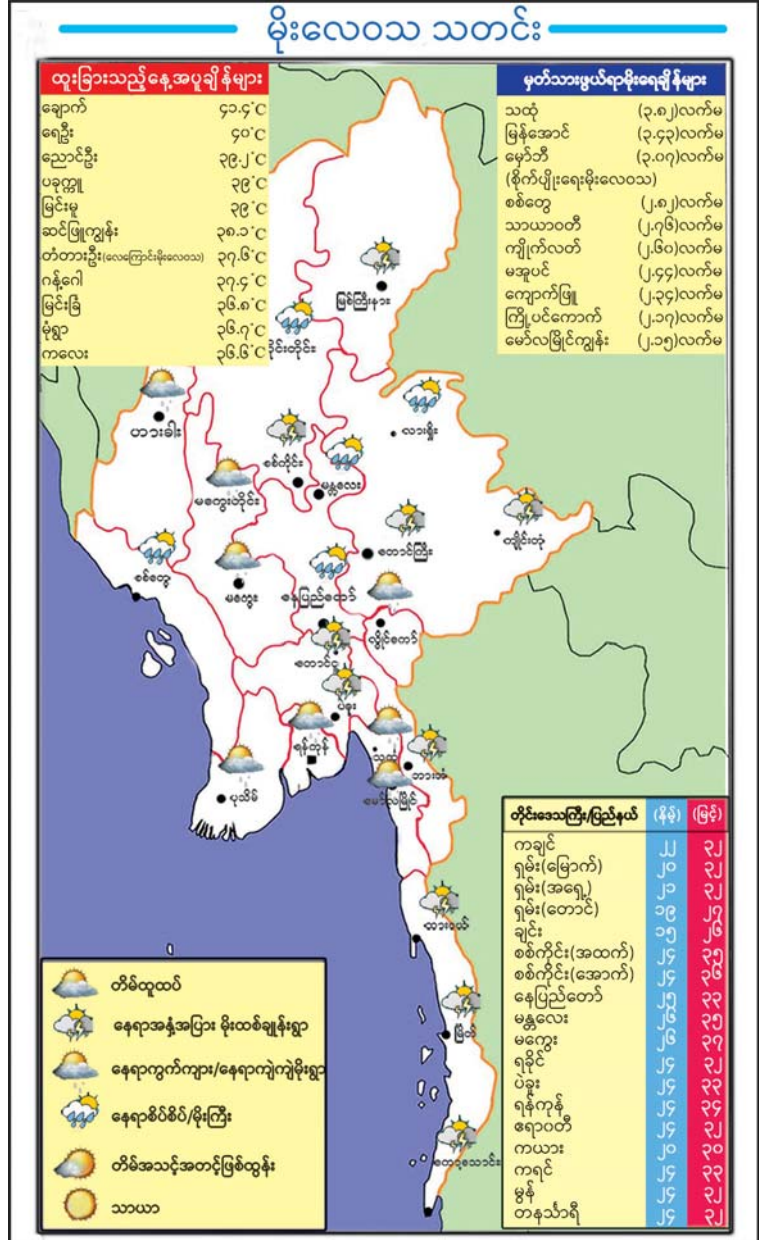 မိုးလေဝသ သတင်း
ထူးခြားသည့်နေ့အပူချိန်များ
ချောက် ၄၁.၄°C
ရေဦး ၄၀°C
ညောင်ဦး ၃၉.၂°C
ပခုက္ကူ ၃၉°C
မြင်းမူ ၃၉°C
ဆင်ဖြူကျွန်း ၃၈.၁°C
တံတားဦး(လေကြောင်းမိုးလေဝသ) ၃၇.၆°C
ဂန့်ဂေါ ၃၇.၄°C
မြင်းခြံ ၃၆.၈°C
မုံရွာ ၃၆.၇°C
ကလေး ၃၆.၆°C
မှတ်သားဖွယ်ရာမိုးရေချိန်များ
သထုံ (၃.၈၂)လက်မ
မြန်အောင် (၃.၄၃)လက်မ
မှော်ဘီ (၃.၀၇)လက်မ
(စိုက်ပျိုးရေးမိုးလေဝသ)
စစ်တွေ (၂.၈၂)လက်မ
သာယာဝတီ (၂.၇၆)လက်မ
ကျိုက်လတ် (၂.၆၀)လက်မ
မအူပင် (၂.၄၄)လက်မ
ကျောက်ဖြူ (၂.၃၄)လက်မ
ကြို့ပင်ကောက် (၂.၁၇)လက်မ
မော်လမြိုင်ကျွန်း (၂.၁၅)လက်မ
မြစ်ကြီးနား
ဟားခါး
လားရှိုး
စစ်ကိုင်း
မန္တလေး
မကွေးတိုင်း
ကျိုင်းတုံ
တောင်ကြီး
စစ်တွေ
မကွေး
နေပြည်တော်
လွိုင်ကော်
တောင်ငူ
ပဲခူး
ရန်ကုန်
သထုံ
ဘားအံ
ပုသိမ်
မော်လမြိုင်
ထားဝယ်
မြိတ်
ကော့သောင်း
တိမ်ထူထပ်
နေရာအနှံ့အပြား မိုးထစ်ချုန်းရွာ
နေရာကွက်ကျား/နေရာကျဲကျဲမိုးရွာ
နေရာစိပ်စိပ်/မိုးကြီး
တိမ်အသင့်အတင့်ဖြစ်ထွန်း
သာယာ
တိုင်းဒေသကြီး/ပြည်နယ် (နိမ့်) (မြင့်)
ကချင် ၂၂ ၃၂
ရှမ်း(မြောက်) ၂၀ ၃၂
ရှမ်း(အရှေ့) ၂၁ ၃၂
ရှမ်း(တောင်) ၁၉ ၂၇
ချင်း ၁၅ ၂၆
စစ်ကိုင်း(အထက်) ၂၄ ၃၅
စစ်ကိုင်း(အောက်) ၂၄ ၃၆
နေပြည်တော် ၂၅ ၃၃
မန္တလေး ၂၆ ၃၅
မကွေး ၂၆ ၃၇
ရခိုင် ၂၄ ၃၂
ပဲခူး ၂၄ ၃၃
ရန်ကုန် ၂၄ ၃၄
ဧရာဝတီ ၂၄ ၃၂
ကယား ၂၀ ၃၀
ကရင် ၂၄ ၃၃
မွန် ၂၄ ၃၂
တနင်္သာရီ ၂၄ ၃၂